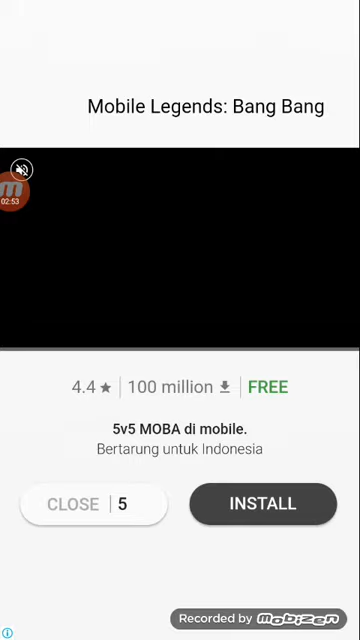 Mobile Legends: Bang Bang
02:53
4.4 ★ | 100 million | FREE
5v5 MOBA di mobile.
Bertarung untuk Indonesia
CLOSE | 5
INSTALL
Recorded by mobizen